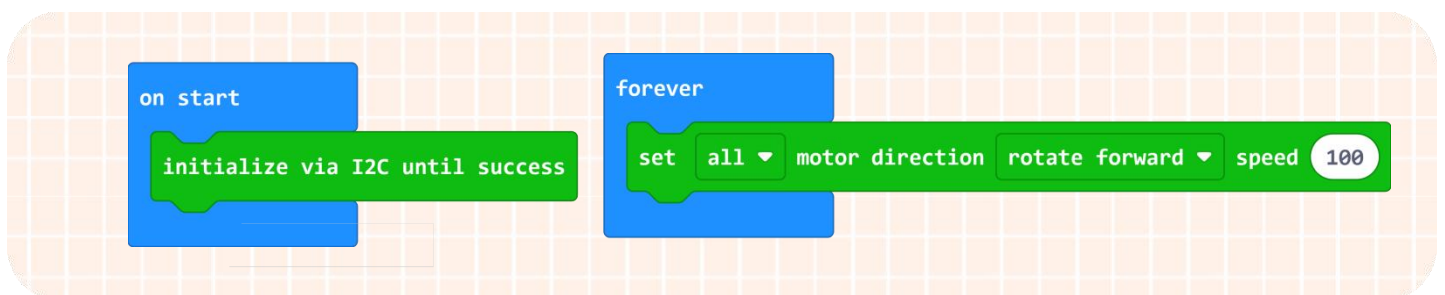 on start
initialize via I2C until success
forever
set all motor direction rotate forward speed 100